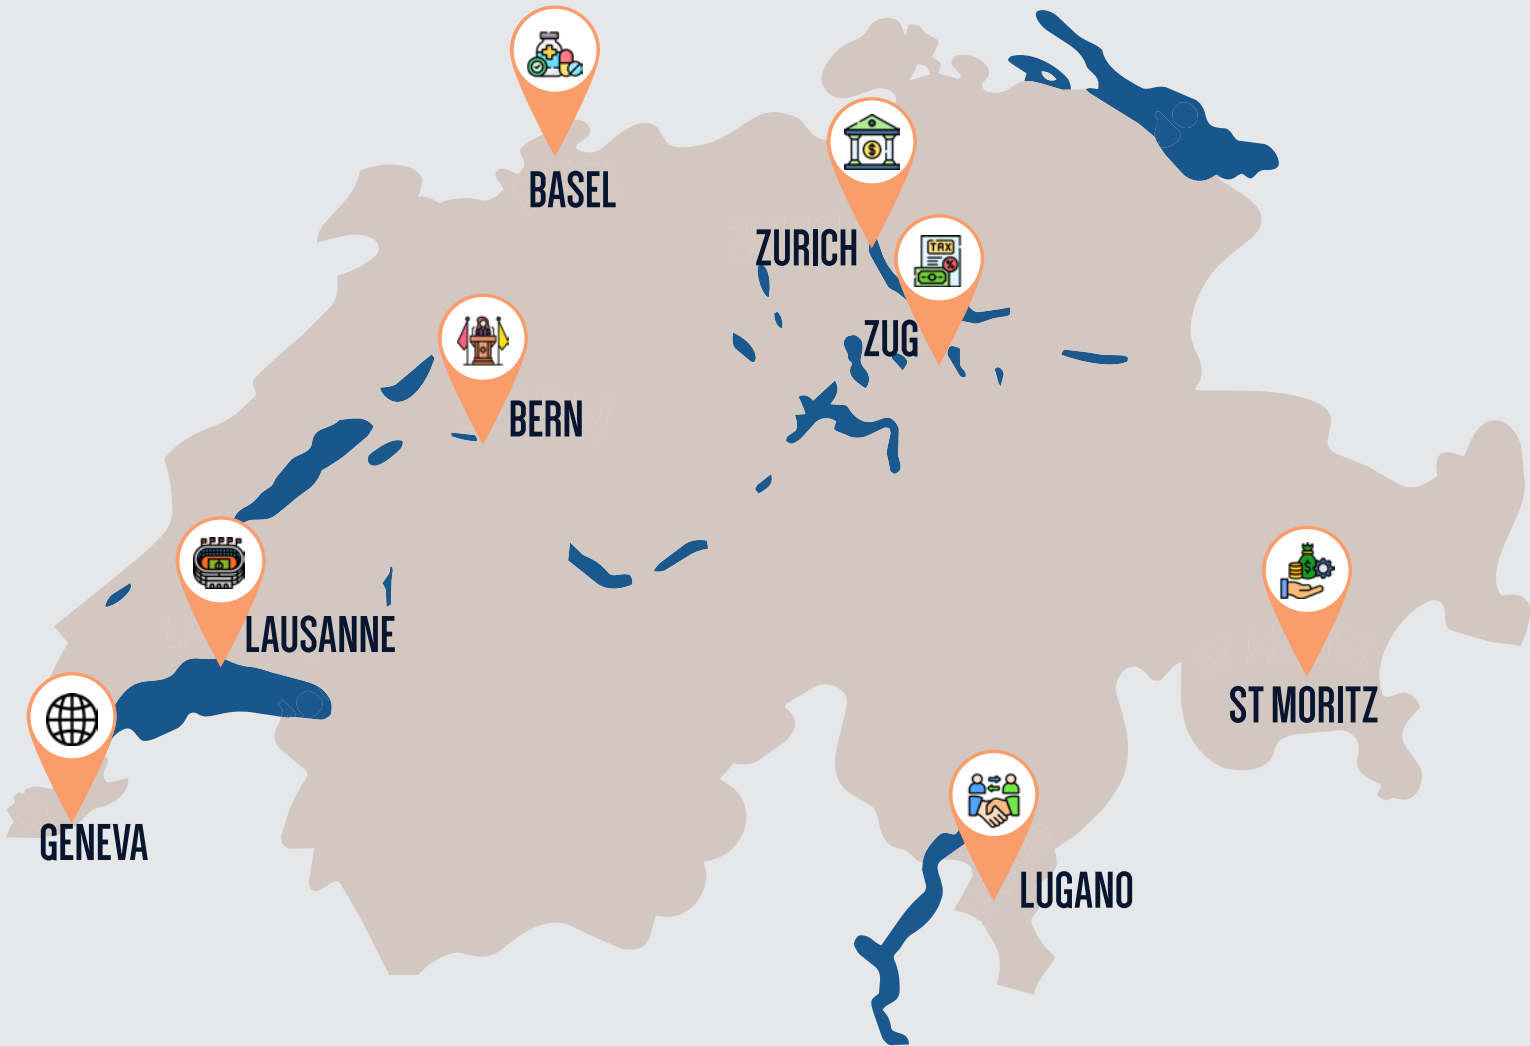 BASEL
ZURICH
TAX
ZUG
BERN
LAUSANNE
ST MORITZ
GENEVA
LUGANO